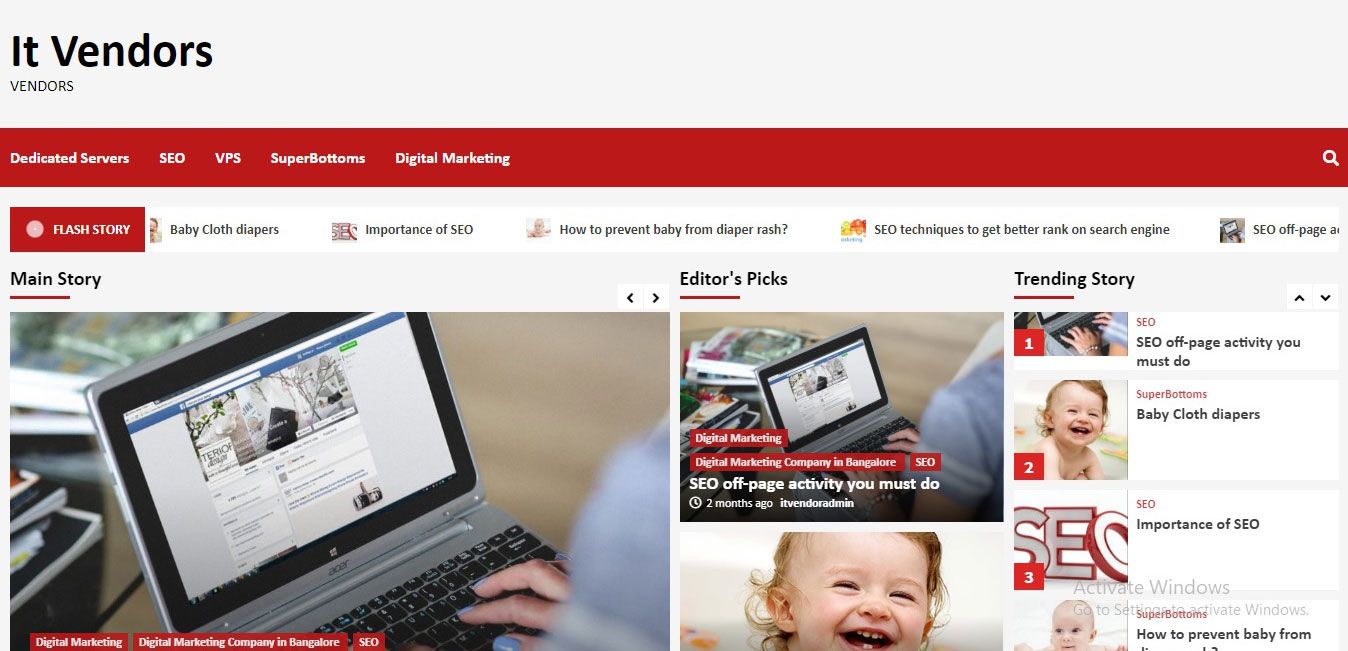 It Vendors
VENDORS
Dedicated Servers SEO VPS SuperBottoms Digital Marketing
FLASH STORY Baby Cloth diapers Importance of SEO How to prevent baby from diaper rash? SEO techniques to get better rank on search engine SEO off-page a
Main Story
Digital Marketing Digital Marketing Company in Bangalore SEO
acer
Editor's Picks
Digital Marketing
Digital Marketing Company in Bangalore SEO
SEO off-page activity you must do
2 months ago itvendoradmin
Trending Story
1
SEO
SEO off-page activity you
must do
2
SuperBottoms
Baby Cloth diapers
SEO
3
SEO
Importance of SEO
SuperBottoms
How to prevent baby from
Activate Windows
Go to Settings to activate Windows.